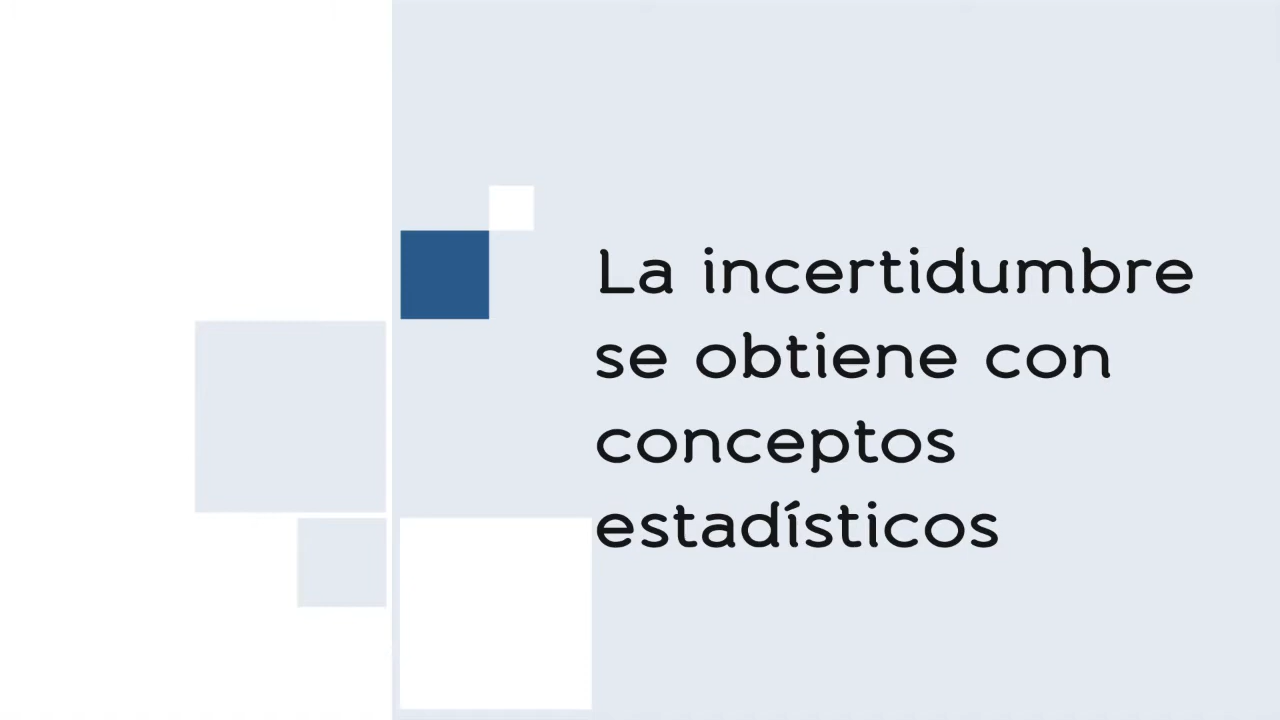 La incertidumbre
se obtiene con
conceptos
estadísticos